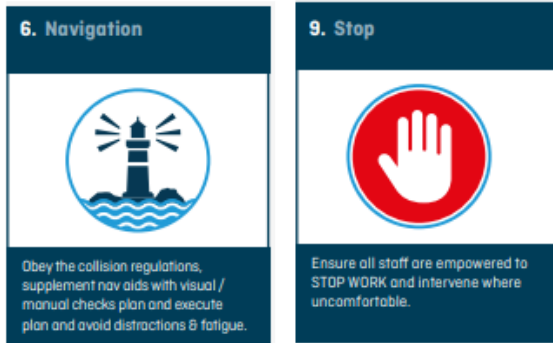 6. Navigation
Obey the collision regulations,
supplement nav aids with visual /
manual checks plan and execute
plan and avoid distractions & fatigue.
9. Stop
Ensure all staff are empowered to
STOP WORK and intervene where
uncomfortable.